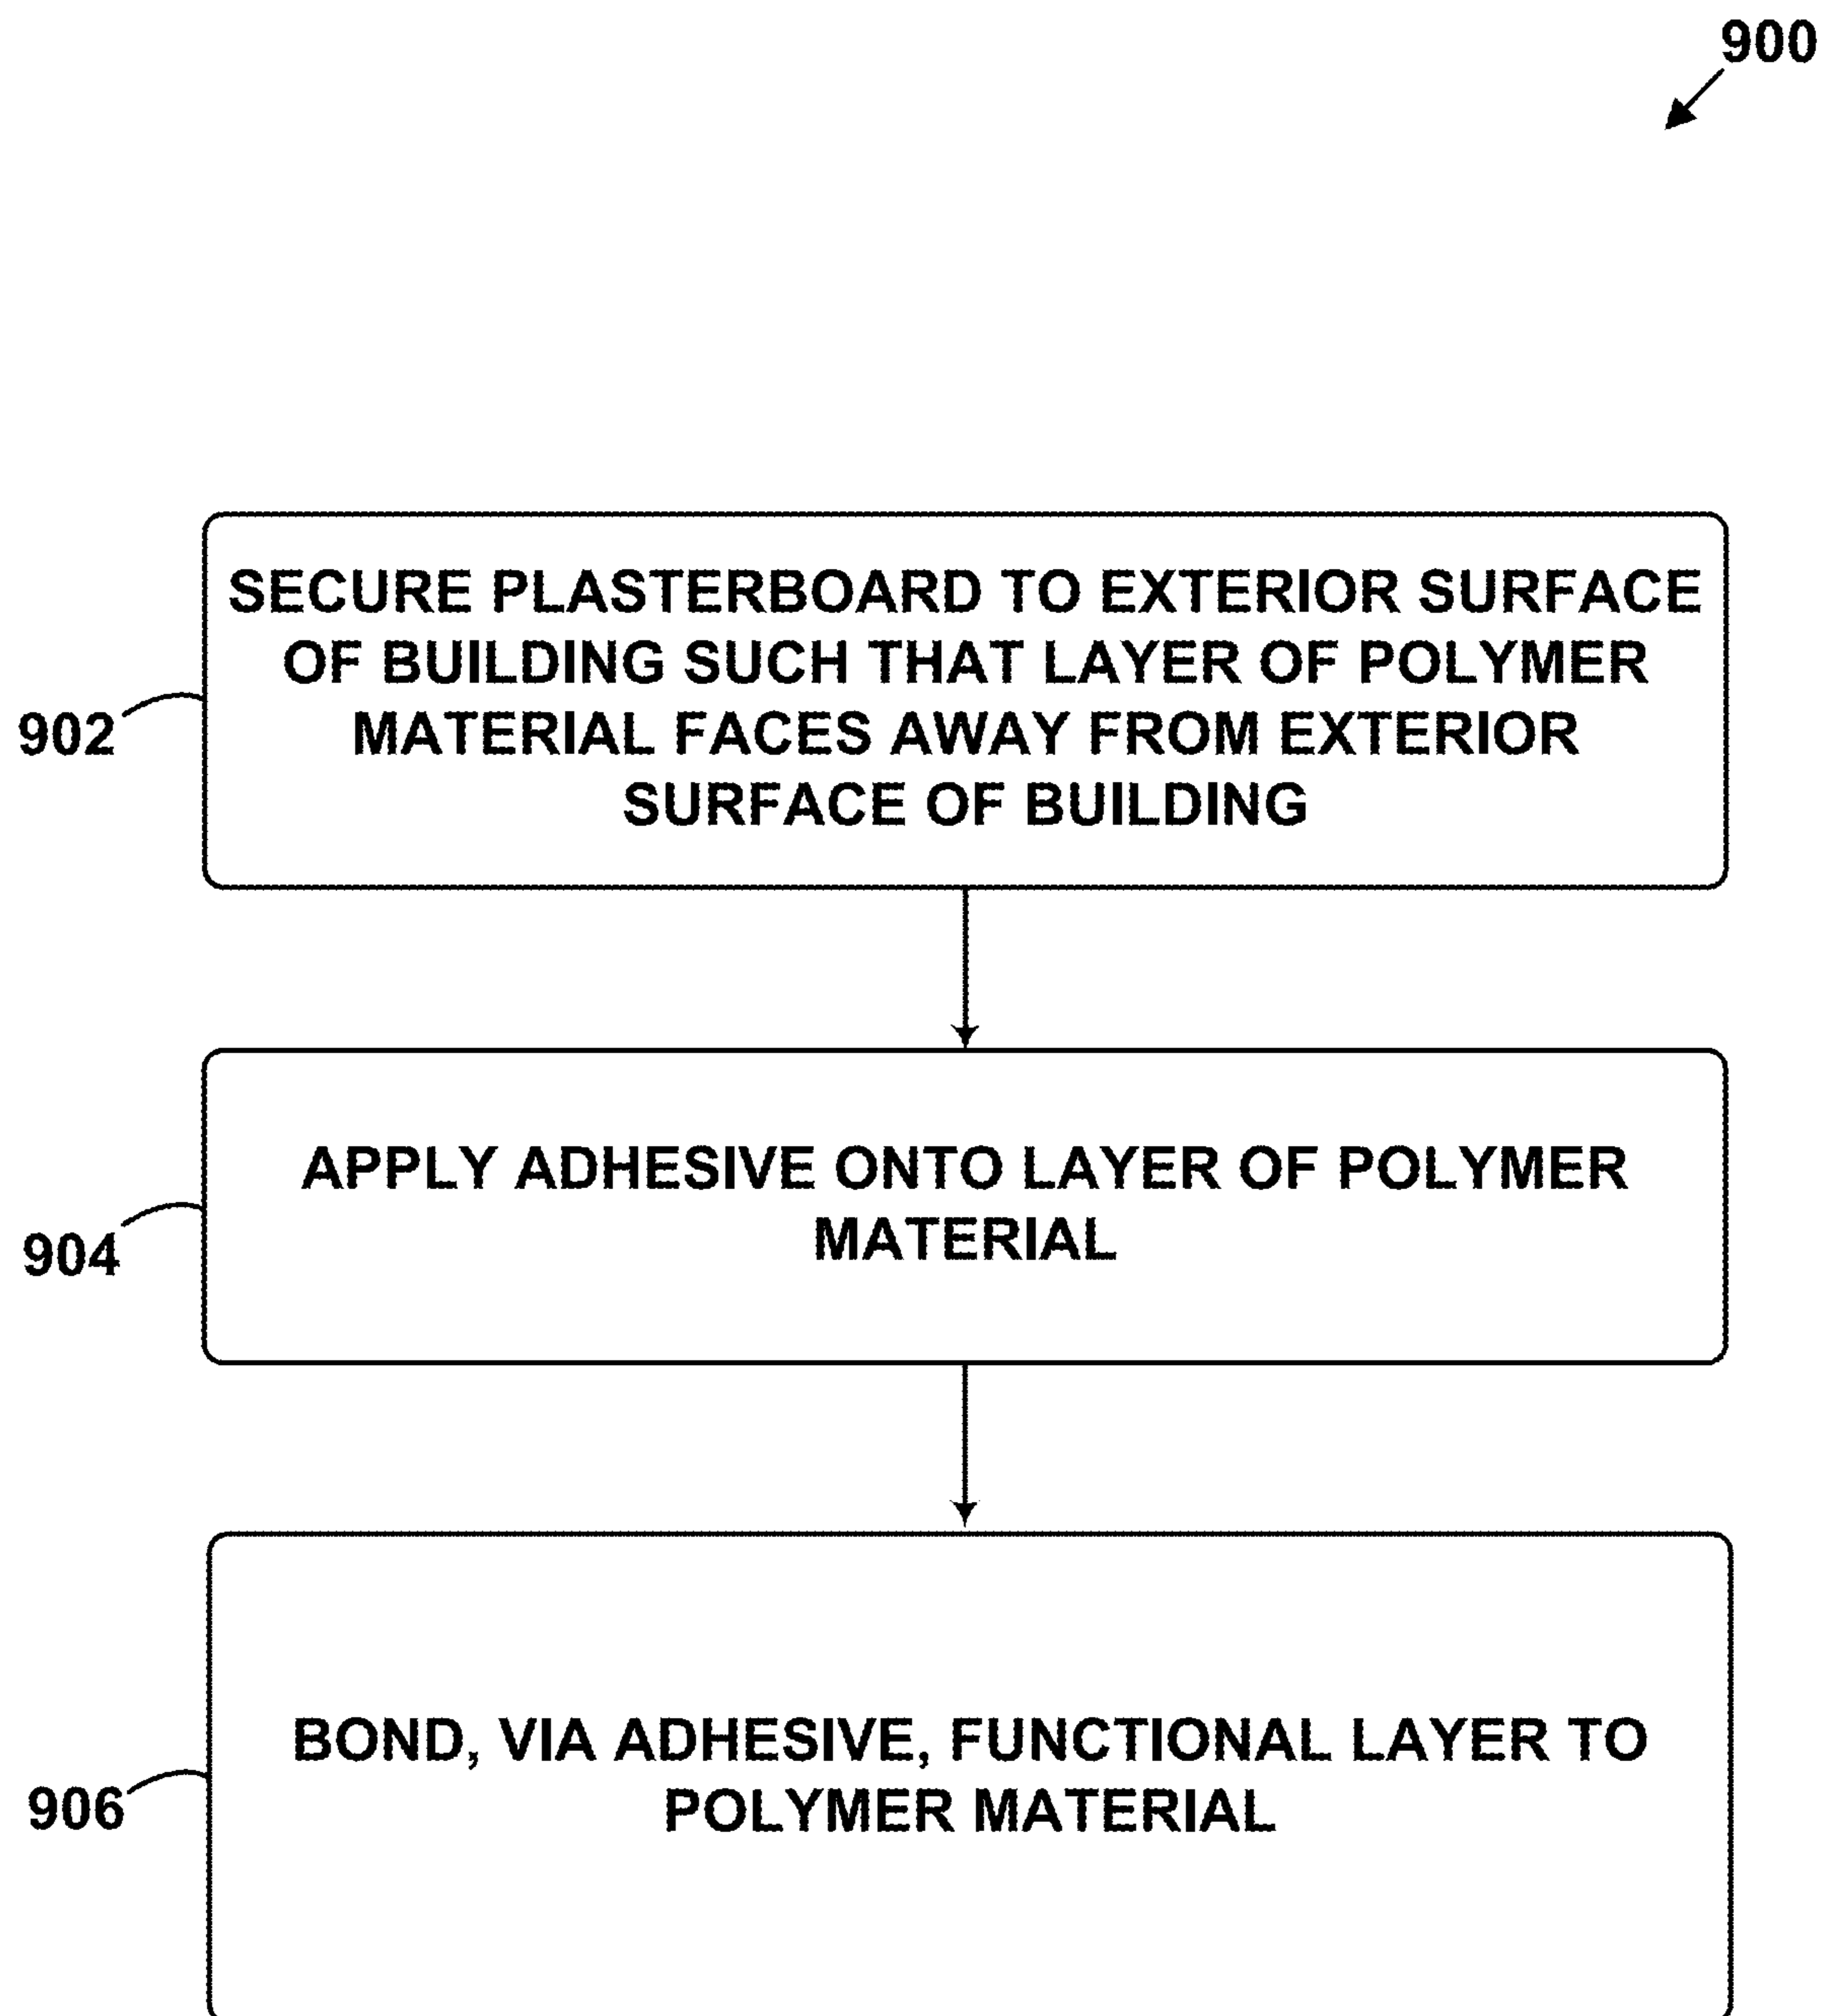 900
SECURE PLASTERBOARD TO EXTERIOR SURFACE
OF BUILDING SUCH THAT LAYER OF POLYMER
MATERIAL FACES AWAY FROM EXTERIOR
SURFACE OF BUILDING
902
APPLY ADHESIVE ONTO LAYER OF POLYMER
MATERIAL
904
BOND, VIA ADHESIVE, FUNCTIONAL LAYER TO
POLYMER MATERIAL
906